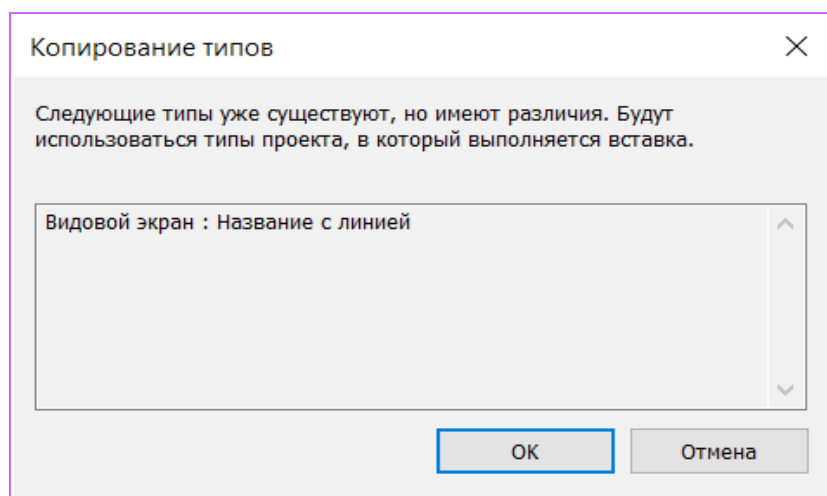 Копирование типов
Следующие типы уже существуют, но имеют различия. Будут
использоваться типы проекта, в который выполняется вставка.
Видовой экран : Название с линией
OK
Отмена